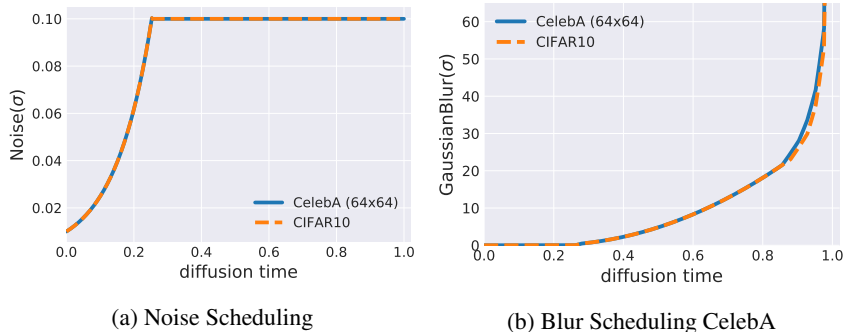 0.10
0.08
0.06
0.04
0.02
Noise(σ)
CelebA (64x64)
CIFAR10
0.0 0.2 0.4 0.6 0.8 1.0
diffusion time
(a) Noise Scheduling
60
50
40
30
20
10
0
GaussianBlur(σ)
CelebA (64x64)
CIFAR10
0.0 0.2 0.4 0.6 0.8 1.0
diffusion time
(b) Blur Scheduling CelebA